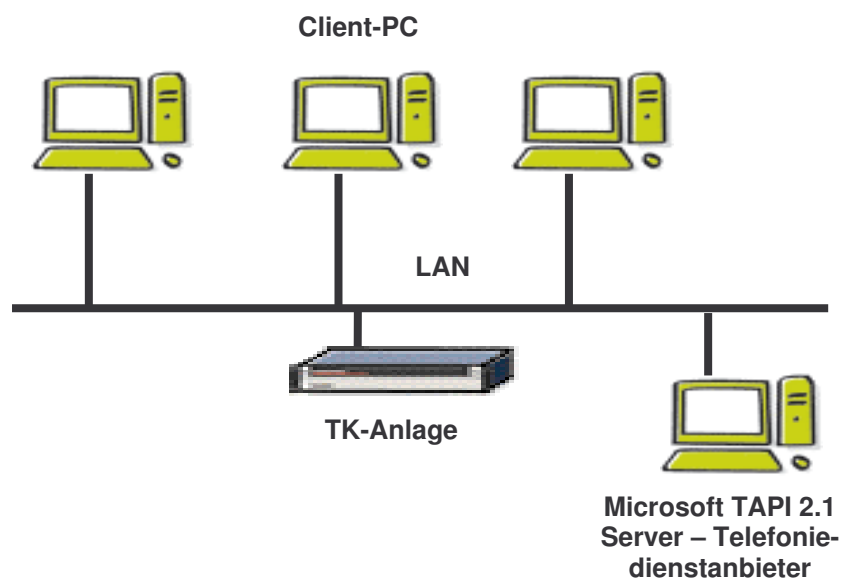 Client-PC
LAN
TK-Anlage
Microsoft TAPI 2.1
Server – Telefonie-
dienstanbieter